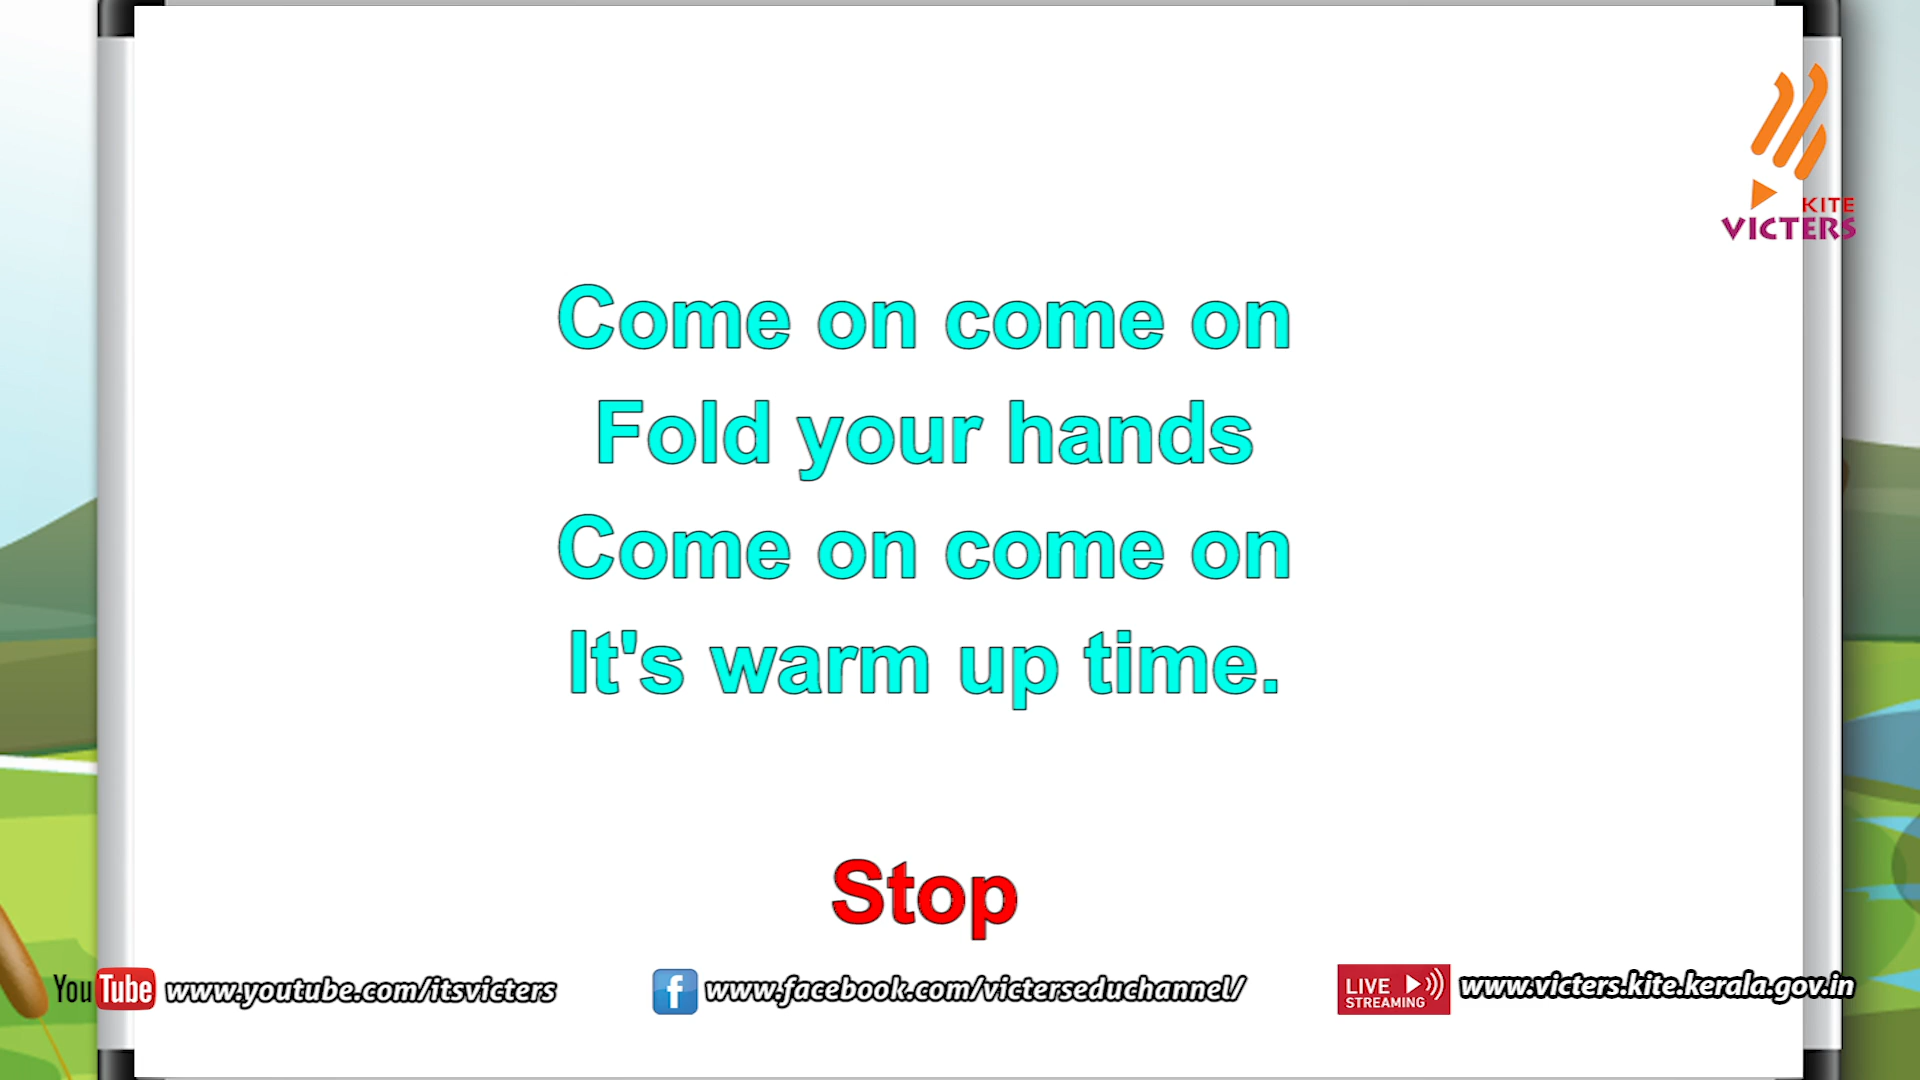 KITE
VICTERS
Come on come on
Fold your hands
Come on come on
It's warm up time.
Stop
YouTube www.youtube.com/itsvicters
f www.facebook.com/victerseduchannel/
LIVE STREAMING www.victers.kite.kerala.gov.in